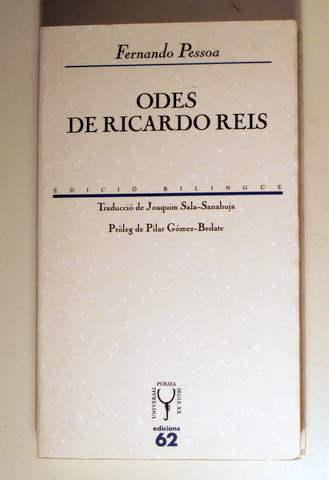 Fernando Pessoa
ODES
DE RICARDO REIS
EDICIÓ BILINGÜE
Traducció de Joaquim Sala-Sanahuja
Pròleg de Pilar Gómez-Bedate
UNIVERSAL
POESIA
SEGLE XX
edicions
62